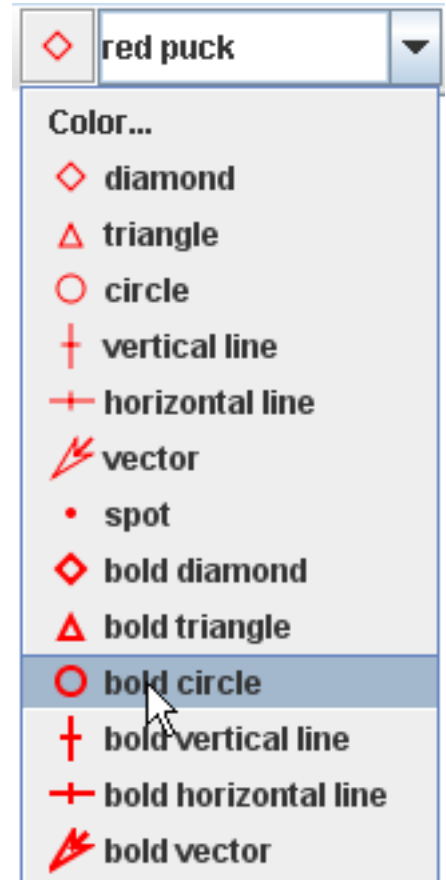 red puck
Color...
diamond
triangle
circle
vertical line
horizontal line
vector
spot
bold diamond
bold triangle
bold circle
bold vertical line
bold horizontal line
bold vector